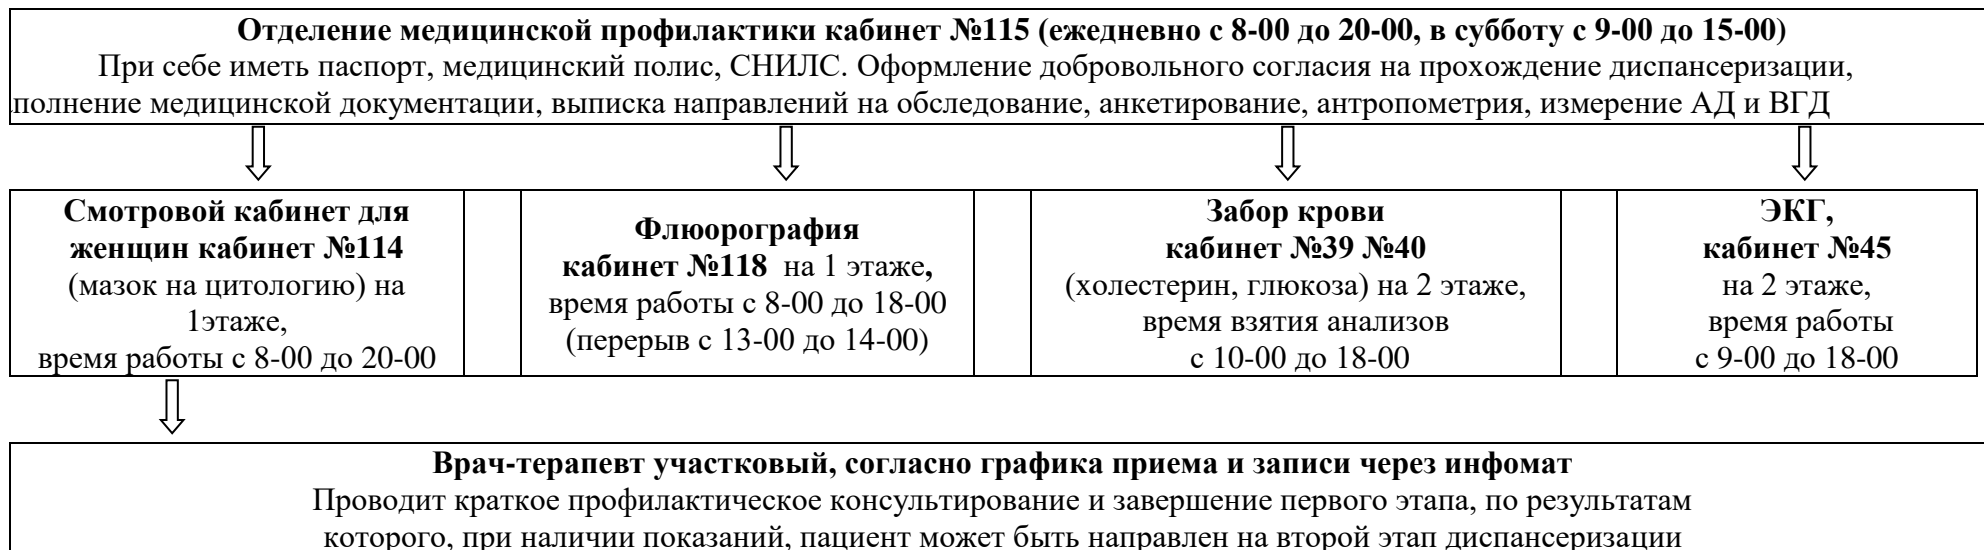 Отделение медицинской профилактики кабинет №115 (ежедневно с 8-00 до 20-00, в субботу с 9-00 до 15-00)
При себе иметь паспорт, медицинский полис, СНИЛС. Оформление добровольного согласия на прохождение диспансеризации,
полнение медицинской документации, выписка направлений на обследование, анкетирование, антропометрия, измерение АД и ВГД
Смотровой кабинет для
женщин кабинет №114
(мазок на цитологию) на
1этаже,
время работы с 8-00 до 20-00
Флюорография
кабинет №118 на 1 этаже,
время работы с 8-00 до 18-00
(перерыв с 13-00 до 14-00)
Забор крови
кабинет №39 №40
(холестерин, глюкоза) на 2 этаже,
время взятия анализов
с 10-00 до 18-00
ЭКГ,
кабинет №45
на 2 этаже,
время работы
с 9-00 до 18-00
Врач-терапевт участковый, согласно графика приема и записи через инфомат
Проводит краткое профилактическое консультирование и завершение первого этапа, по результатам
которого, при наличии показаний, пациент может быть направлен на второй этап диспансеризации